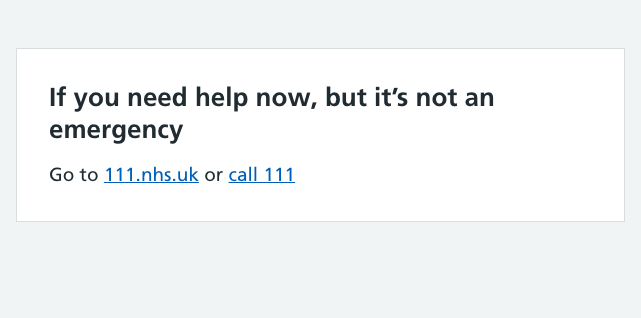 If you need help now, but it’s not an
emergency
Go to 111.nhs.uk or call 111